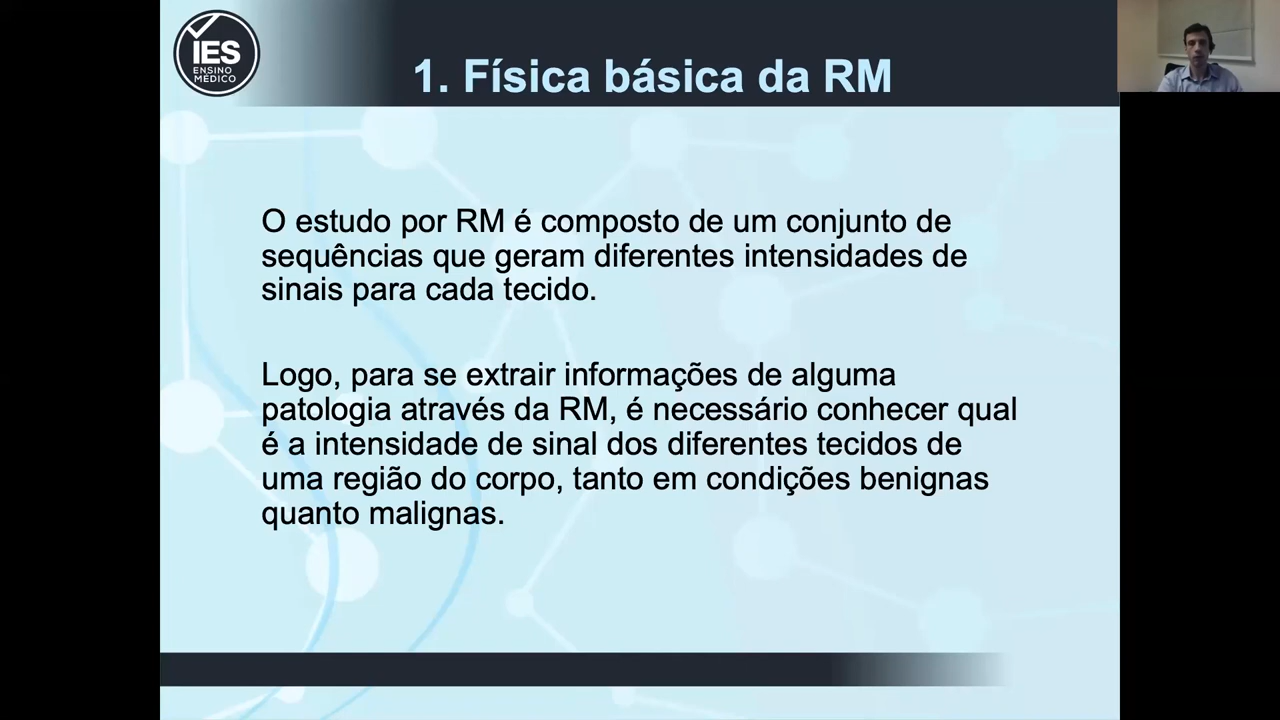 IES
ENSINO
MÉDICO
1. Física básica da RM
O estudo por RM é composto de um conjunto de
sequências que geram diferentes intensidades de
sinais para cada tecido.
Logo, para se extrair informações de alguma
patologia através da RM, é necessário conhecer qual
é a intensidade de sinal dos diferentes tecidos de
uma região do corpo, tanto em condições benignas
quanto malignas.